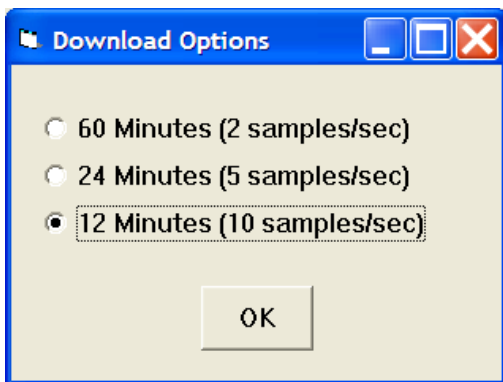 Download Options
60 Minutes (2 samples/sec)
24 Minutes (5 samples/sec)
12 Minutes (10 samples/sec)
OK